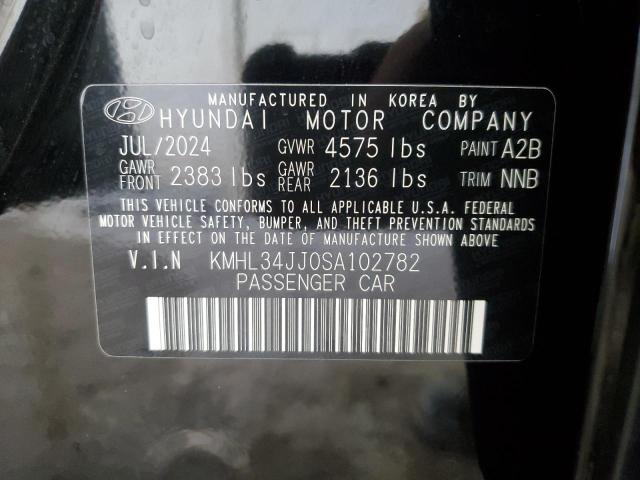 MANUFACTURED IN KOREA BY
HYUNDAI MOTOR COMPANY
JUL/2024 GVWR 4575 lbs PAINT A2B
GAWR FRONT 2383 lbs GAWR REAR 2136 lbs TRIM NNB
THIS VEHICLE CONFORMS TO ALL APPLICABLE U.S.A. FEDERAL
MOTOR VEHICLE SAFETY, BUMPER, AND THEFT PREVENTION STANDARDS
IN EFFECT ON THE DATE OF MANUFACTURE SHOWN ABOVE
V.I.N KMHL34JJ0SA102782
PASSENGER CAR